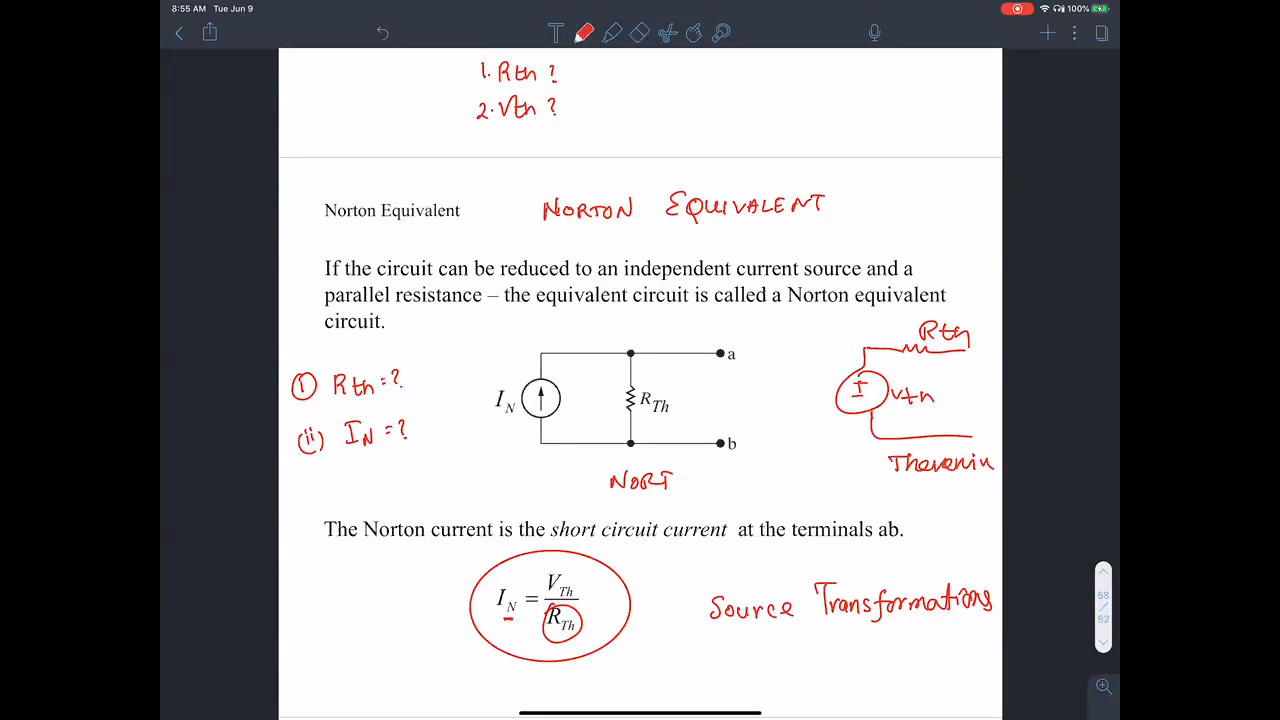 8:55 AM Tue Jun 9
100%
1. Rth ?
2. Vth ?
Norton Equivalent
NORTON EQUIVALENT
If the circuit can be reduced to an independent current source and a
parallel resistance – the equivalent circuit is called a Norton equivalent
circuit.
Rth
a
(i) Rth = ?
I_N
R_Th
I
Vth
(ii) I_N = ?
b
Thevenin
NORT
The Norton current is the short circuit current at the terminals ab.
I_N = V_Th / R_Th
Source Transformations
58
/
82